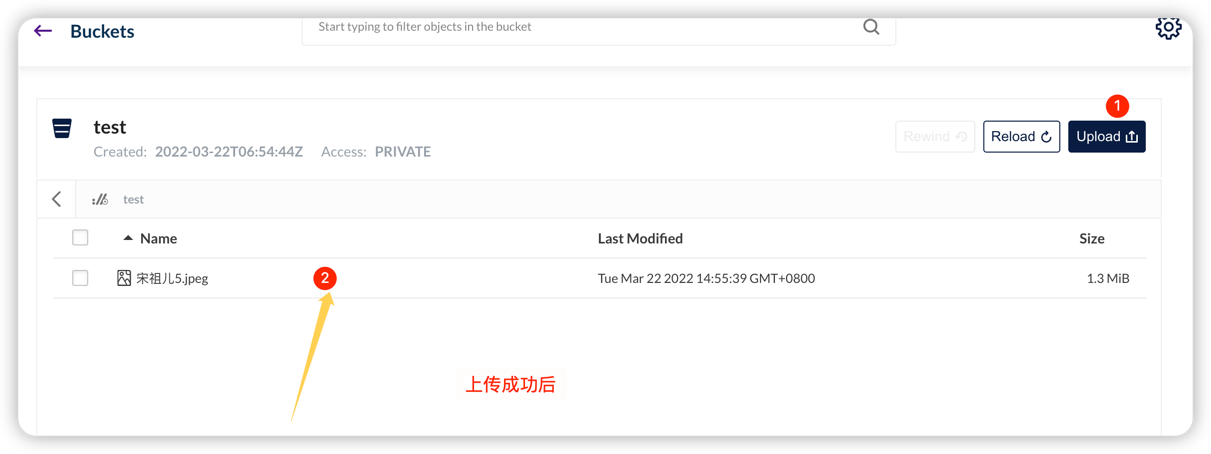 Buckets
Start typing to filter objects in the bucket
1
test
Created: 2022-03-22T06:54:44Z Access: PRIVATE
Rewind
Reload
Upload
test
Name Last Modified Size
宋祖儿5.jpeg 2 Tue Mar 22 2022 14:55:39 GMT+0800 1.3 MiB
上传成功后